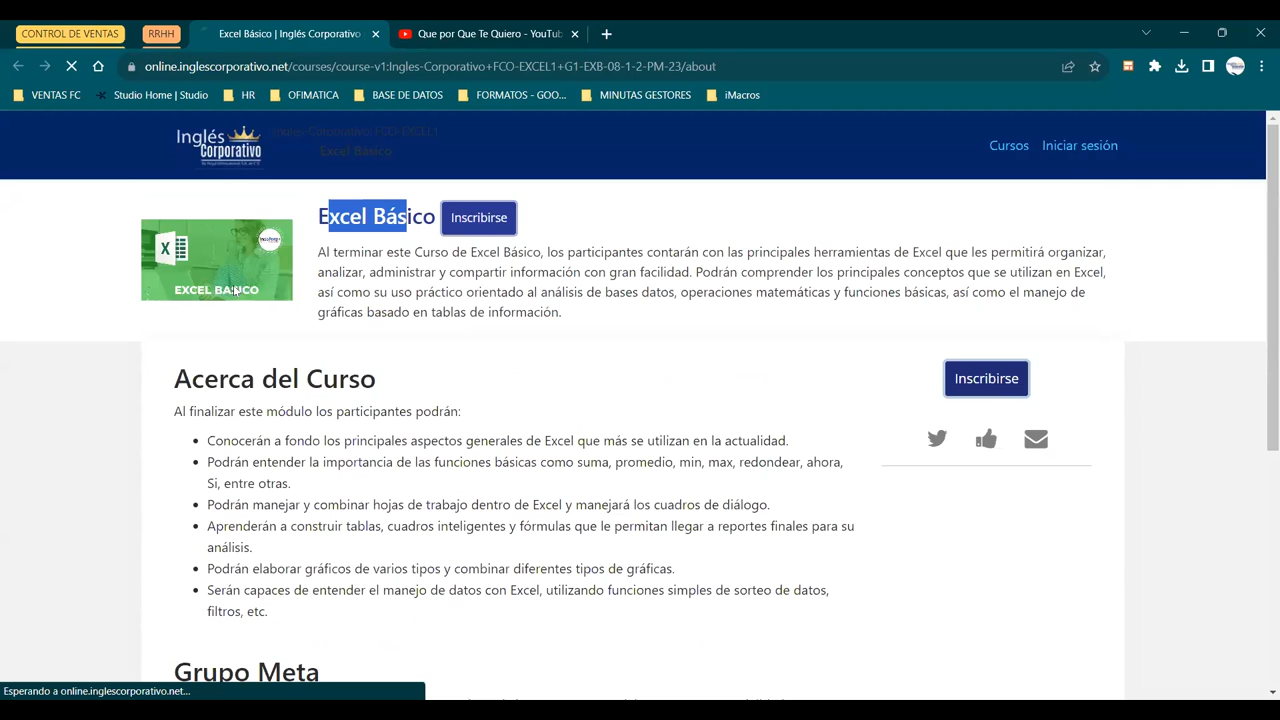 CONTROL DE VENTAS
RRHH
Excel Básico | Inglés Corporativo
Que por Que Te Quiero - YouTub
online.inglescorporativo.net/courses/course-v1:Ingles-Corporativo+FCO-EXCEL1+G1-EXB-08-1-2-PM-23/about
VENTAS FC
Studio Home | Studio
HR
OFIMATICA
BASE DE DATOS
FORMATOS - GOO...
MINUTAS GESTORES
iMacros
Inglés
Corporativo
Ingles-Corporativo: FCO-EXCEL1
Excel Básico
Cursos
Iniciar sesión
EXCEL BÁSICO
Excel Básico
Inscribirse
Al terminar este Curso de Excel Básico, los participantes contarán con las principales herramientas de Excel que les permitirá organizar,
analizar, administrar y compartir información con gran facilidad. Podrán comprender los principales conceptos que se utilizan en Excel,
así como su uso práctico orientado al análisis de bases datos, operaciones matemáticas y funciones básicas, así como el manejo de
gráficas basado en tablas de información.
Acerca del Curso
Al finalizar este módulo los participantes podrán:
Conocerán a fondo los principales aspectos generales de Excel que más se utilizan en la actualidad.
Podrán entender la importancia de las funciones básicas como suma, promedio, min, max, redondear, ahora,
Si, entre otras.
Podrán manejar y combinar hojas de trabajo dentro de Excel y manejará los cuadros de diálogo.
Aprenderán a construir tablas, cuadros inteligentes y fórmulas que le permitan llegar a reportes finales para su
análisis.
Podrán elaborar gráficos de varios tipos y combinar diferentes tipos de gráficas.
Serán capaces de entender el manejo de datos con Excel, utilizando funciones simples de sorteo de datos,
filtros, etc.
Inscribirse
Grupo Meta
Esperando a online.inglescorporativo.net...